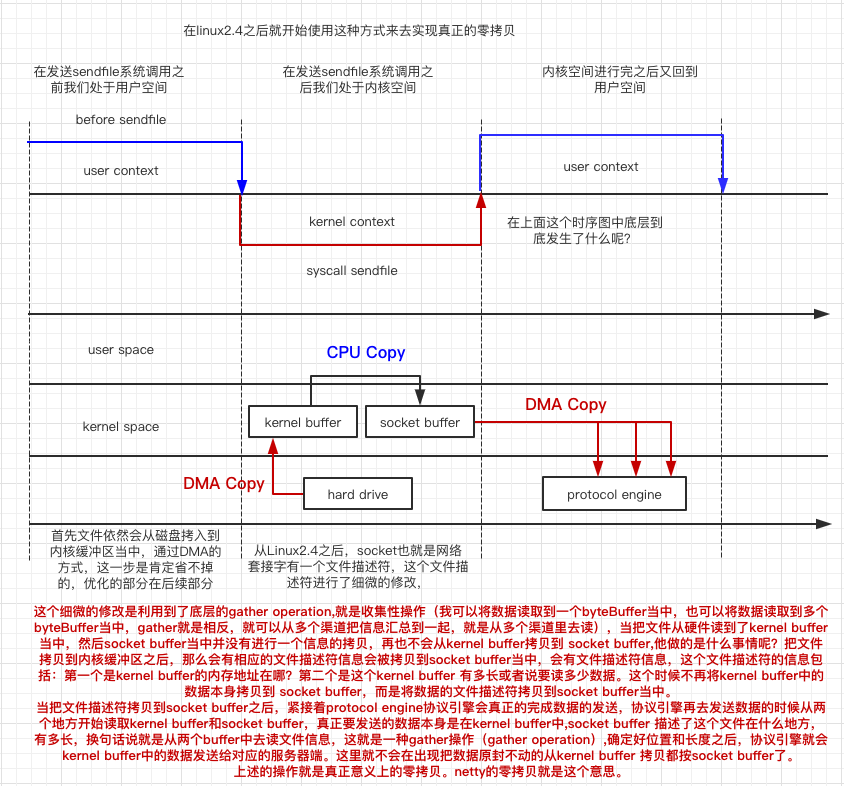 在linux2.4之后就开始使用这种方式来去实现真正的零拷贝
在发送sendfile系统调用之
前我们处于用户空间
在发送sendfile系统调用之
后我们处于内核空间
内核空间进行完之后又回到
用户空间
before sendfile
user context
user context
kernel context
在上面这个时序图中底层到
底发生了什么呢？
syscall sendfile
user space
CPU Copy
DMA Copy
kernel buffer
socket buffer
kernel space
DMA Copy
hard drive
protocol engine
首先文件依然会从磁盘拷入到
内核缓冲区当中，通过DMA的
方式，这一步是肯定省不掉
的，优化的部分在后续部分
从Linux2.4之后，socket也就是网络
套接字有一个文件描述符，这个文件描
述符进行了细微的修改，
这个细微的修改是利用到了底层的gather operation,就是收集性操作（我可以将数据读取到一个byteBuffer当中，也可以将数据读取到多个
byteBuffer当中，gather就是相反，就可以从多个渠道把信息汇总到一起，就是从多个渠道里去读），当把文件从硬件读到了kernel buffer
当中，然后socket buffer当中并没有进行一个信息的拷贝，再也不会从kernel buffer拷贝到 socket buffer,他做的是什么事情呢？把文件
拷贝到内核缓冲区之后，那么会有相应的文件描述符信息会被拷贝到socket buffer当中，会有文件描述符信息，这个文件描述符的信息包
括：第一个是kernel buffer的内存地址在哪？第二个是这个kernel buffer 有多长或者说要读多少数据。这个时候不再将kernel buffer中的
数据本身拷贝到 socket buffer，而是将数据的文件描述符拷贝到socket buffer当中。
当把文件描述符拷贝到socket buffer之后，紧接着protocol engine协议引擎会真正的完成数据的发送，协议引擎再去发送数据的时候从两
个地方开始读取kernel buffer和socket buffer，真正要发送的数据本身是在kernel buffer中,socket buffer 描述了这个文件在什么地方，
有多长，换句话说就是从两个buffer中去读文件信息，这就是一种gather操作（gather operation）,确定好位置和长度之后，协议引擎就会
kernel buffer中的数据发送给对应的服务器端。这里就不会在出现把数据原封不动的从kernel buffer 拷贝都按socket buffer了。
上述的操作就是真正意义上的零拷贝。netty的零拷贝就是这个意思。